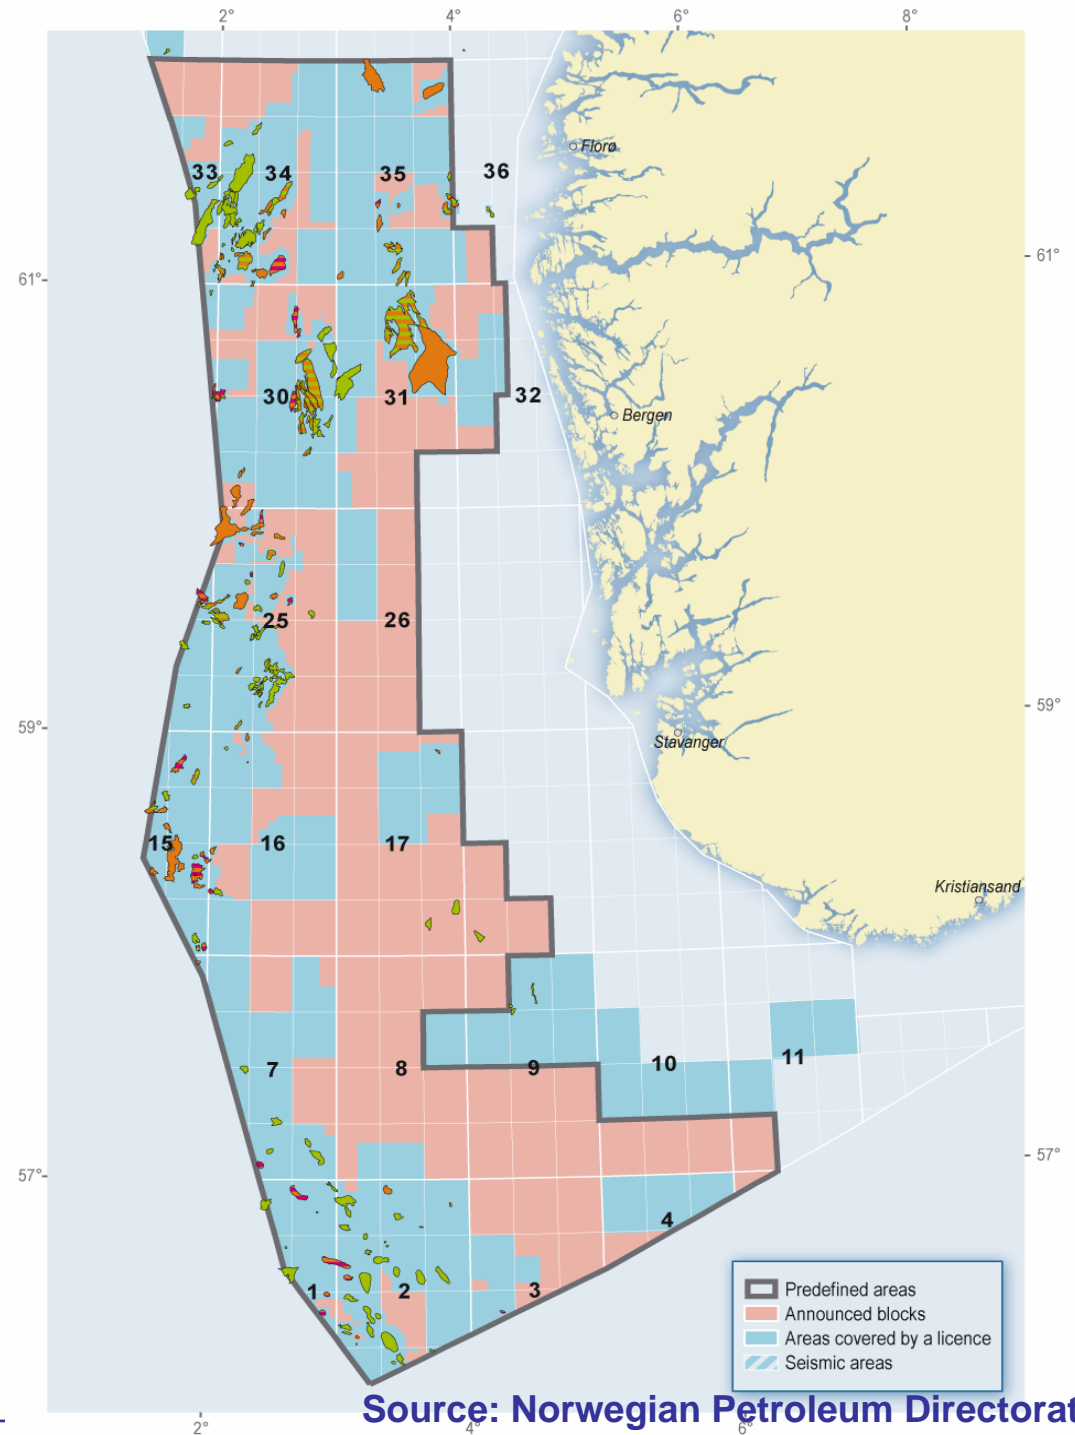 2° 4° 6° 8°
Florø
33 34 35 36
61° 61°
30 31 32
Bergen
25 26
59° 59°
Stavanger
15 16 17
Kristiansand
7 8 9 10 11
57° 57°
4
1 2 3
Predefined areas
Announced blocks
Areas covered by a licence
Seismic areas
Source: Norwegian Petroleum Directorat
2° 4° 6°